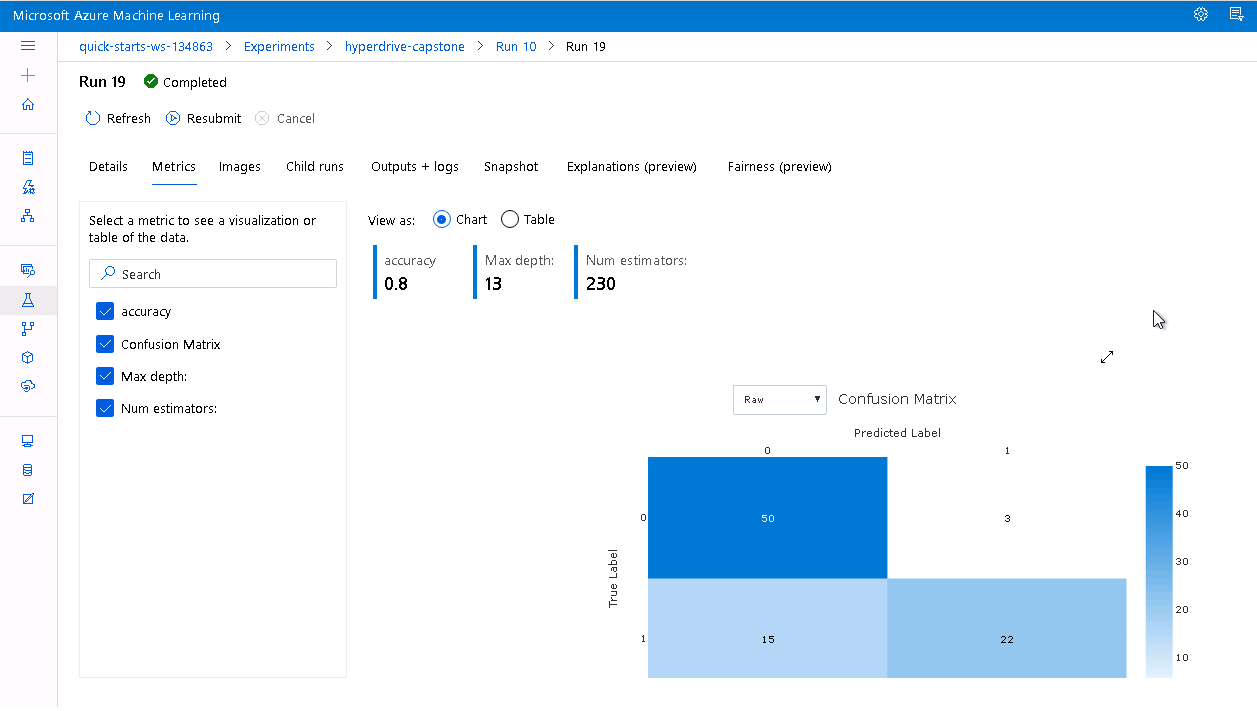 Microsoft Azure Machine Learning
quick-starts-ws-134863 > Experiments > hyperdrive-capstone > Run 10 > Run 19
Run 19 Completed
Refresh Resubmit Cancel
Details Metrics Images Child runs Outputs + logs Snapshot Explanations (preview) Fairness (preview)
Select a metric to see a visualization or
table of the data.
Search
accuracy
Confusion Matrix
Max depth:
Num estimators:
View as: Chart Table
accuracy Max depth: Num estimators:
0.8 13 230
Raw Confusion Matrix
Predicted Label
0 1
True Label
0 50 3
1 15 22
50
40
30
20
10